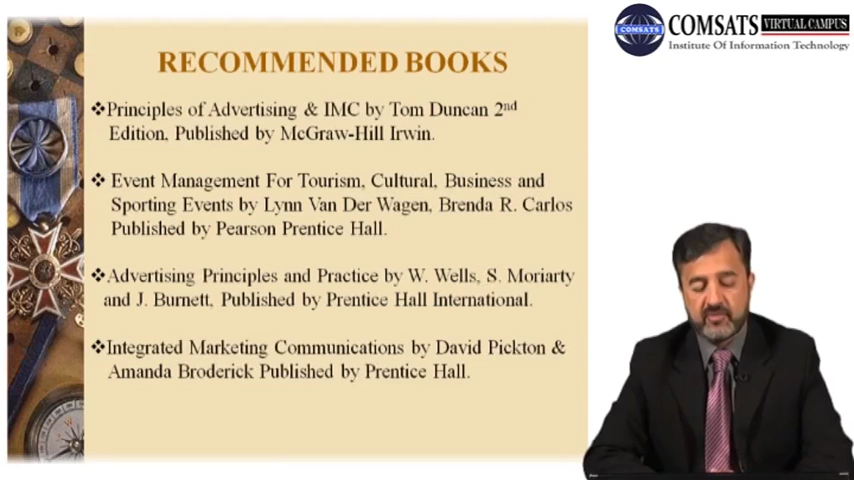 COMSATS VIRTUAL CAMPUS
COMSATS
Institute Of Information Technology
RECOMMENDED BOOKS
❖Principles of Advertising & IMC by Tom Duncan 2nd
Edition, Published by McGraw-Hill Irwin.
❖ Event Management For Tourism, Cultural, Business and
Sporting Events by Lynn Van Der Wagen, Brenda R. Carlos
Published by Pearson Prentice Hall.
❖Advertising Principles and Practice by W. Wells, S. Moriarty
and J. Burnett, Published by Prentice Hall International.
❖Integrated Marketing Communications by David Pickton &
Amanda Broderick Published by Prentice Hall.